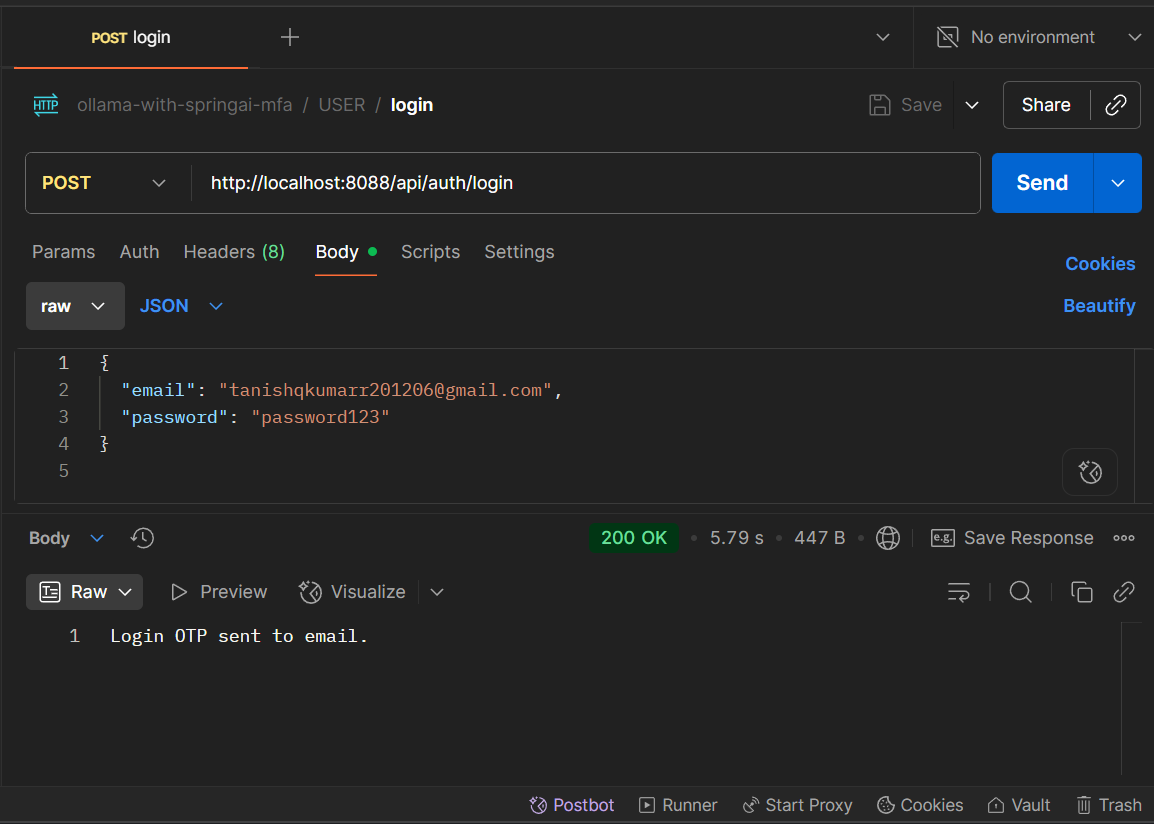 POST login
No environment
HTTP ollama-with-springai-mfa / USER / login Save Share
POST http://localhost:8088/api/auth/login Send
Params Auth Headers (8) Body Scripts Settings Cookies
raw JSON Beautify
1 {
2 "email": "tanishqkumarr201206@gmail.com",
3 "password": "password123"
4 }
5
Body 200 OK • 5.79 s • 447 B • e.g. Save Response
Raw Preview Visualize
1 Login OTP sent to email.
Postbot Runner Start Proxy Cookies Vault Trash